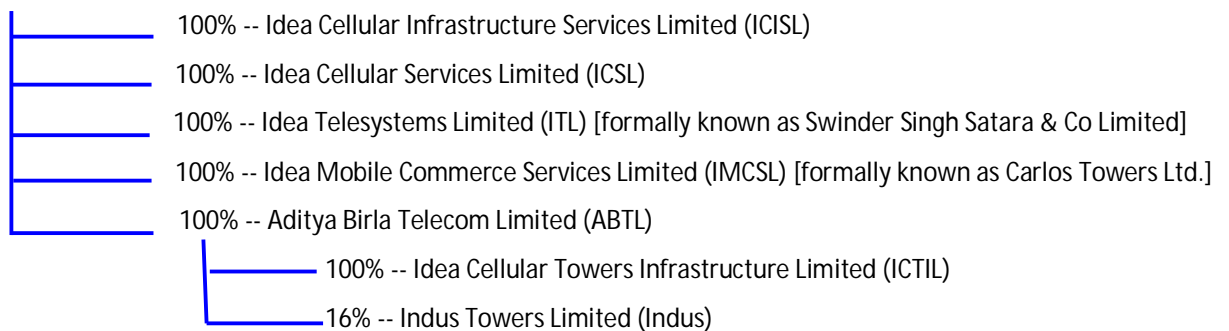 100% -- Idea Cellular Infrastructure Services Limited (ICISL)
100% -- Idea Cellular Services Limited (ICSL)
100% -- Idea Telesystems Limited (ITL) [formally known as Swinder Singh Satara & Co Limited]
100% -- Idea Mobile Commerce Services Limited (IMCSL) [formally known as Carlos Towers Ltd.]
100% -- Aditya Birla Telecom Limited (ABTL)
100% -- Idea Cellular Towers Infrastructure Limited (ICTIL)
16% -- Indus Towers Limited (Indus)